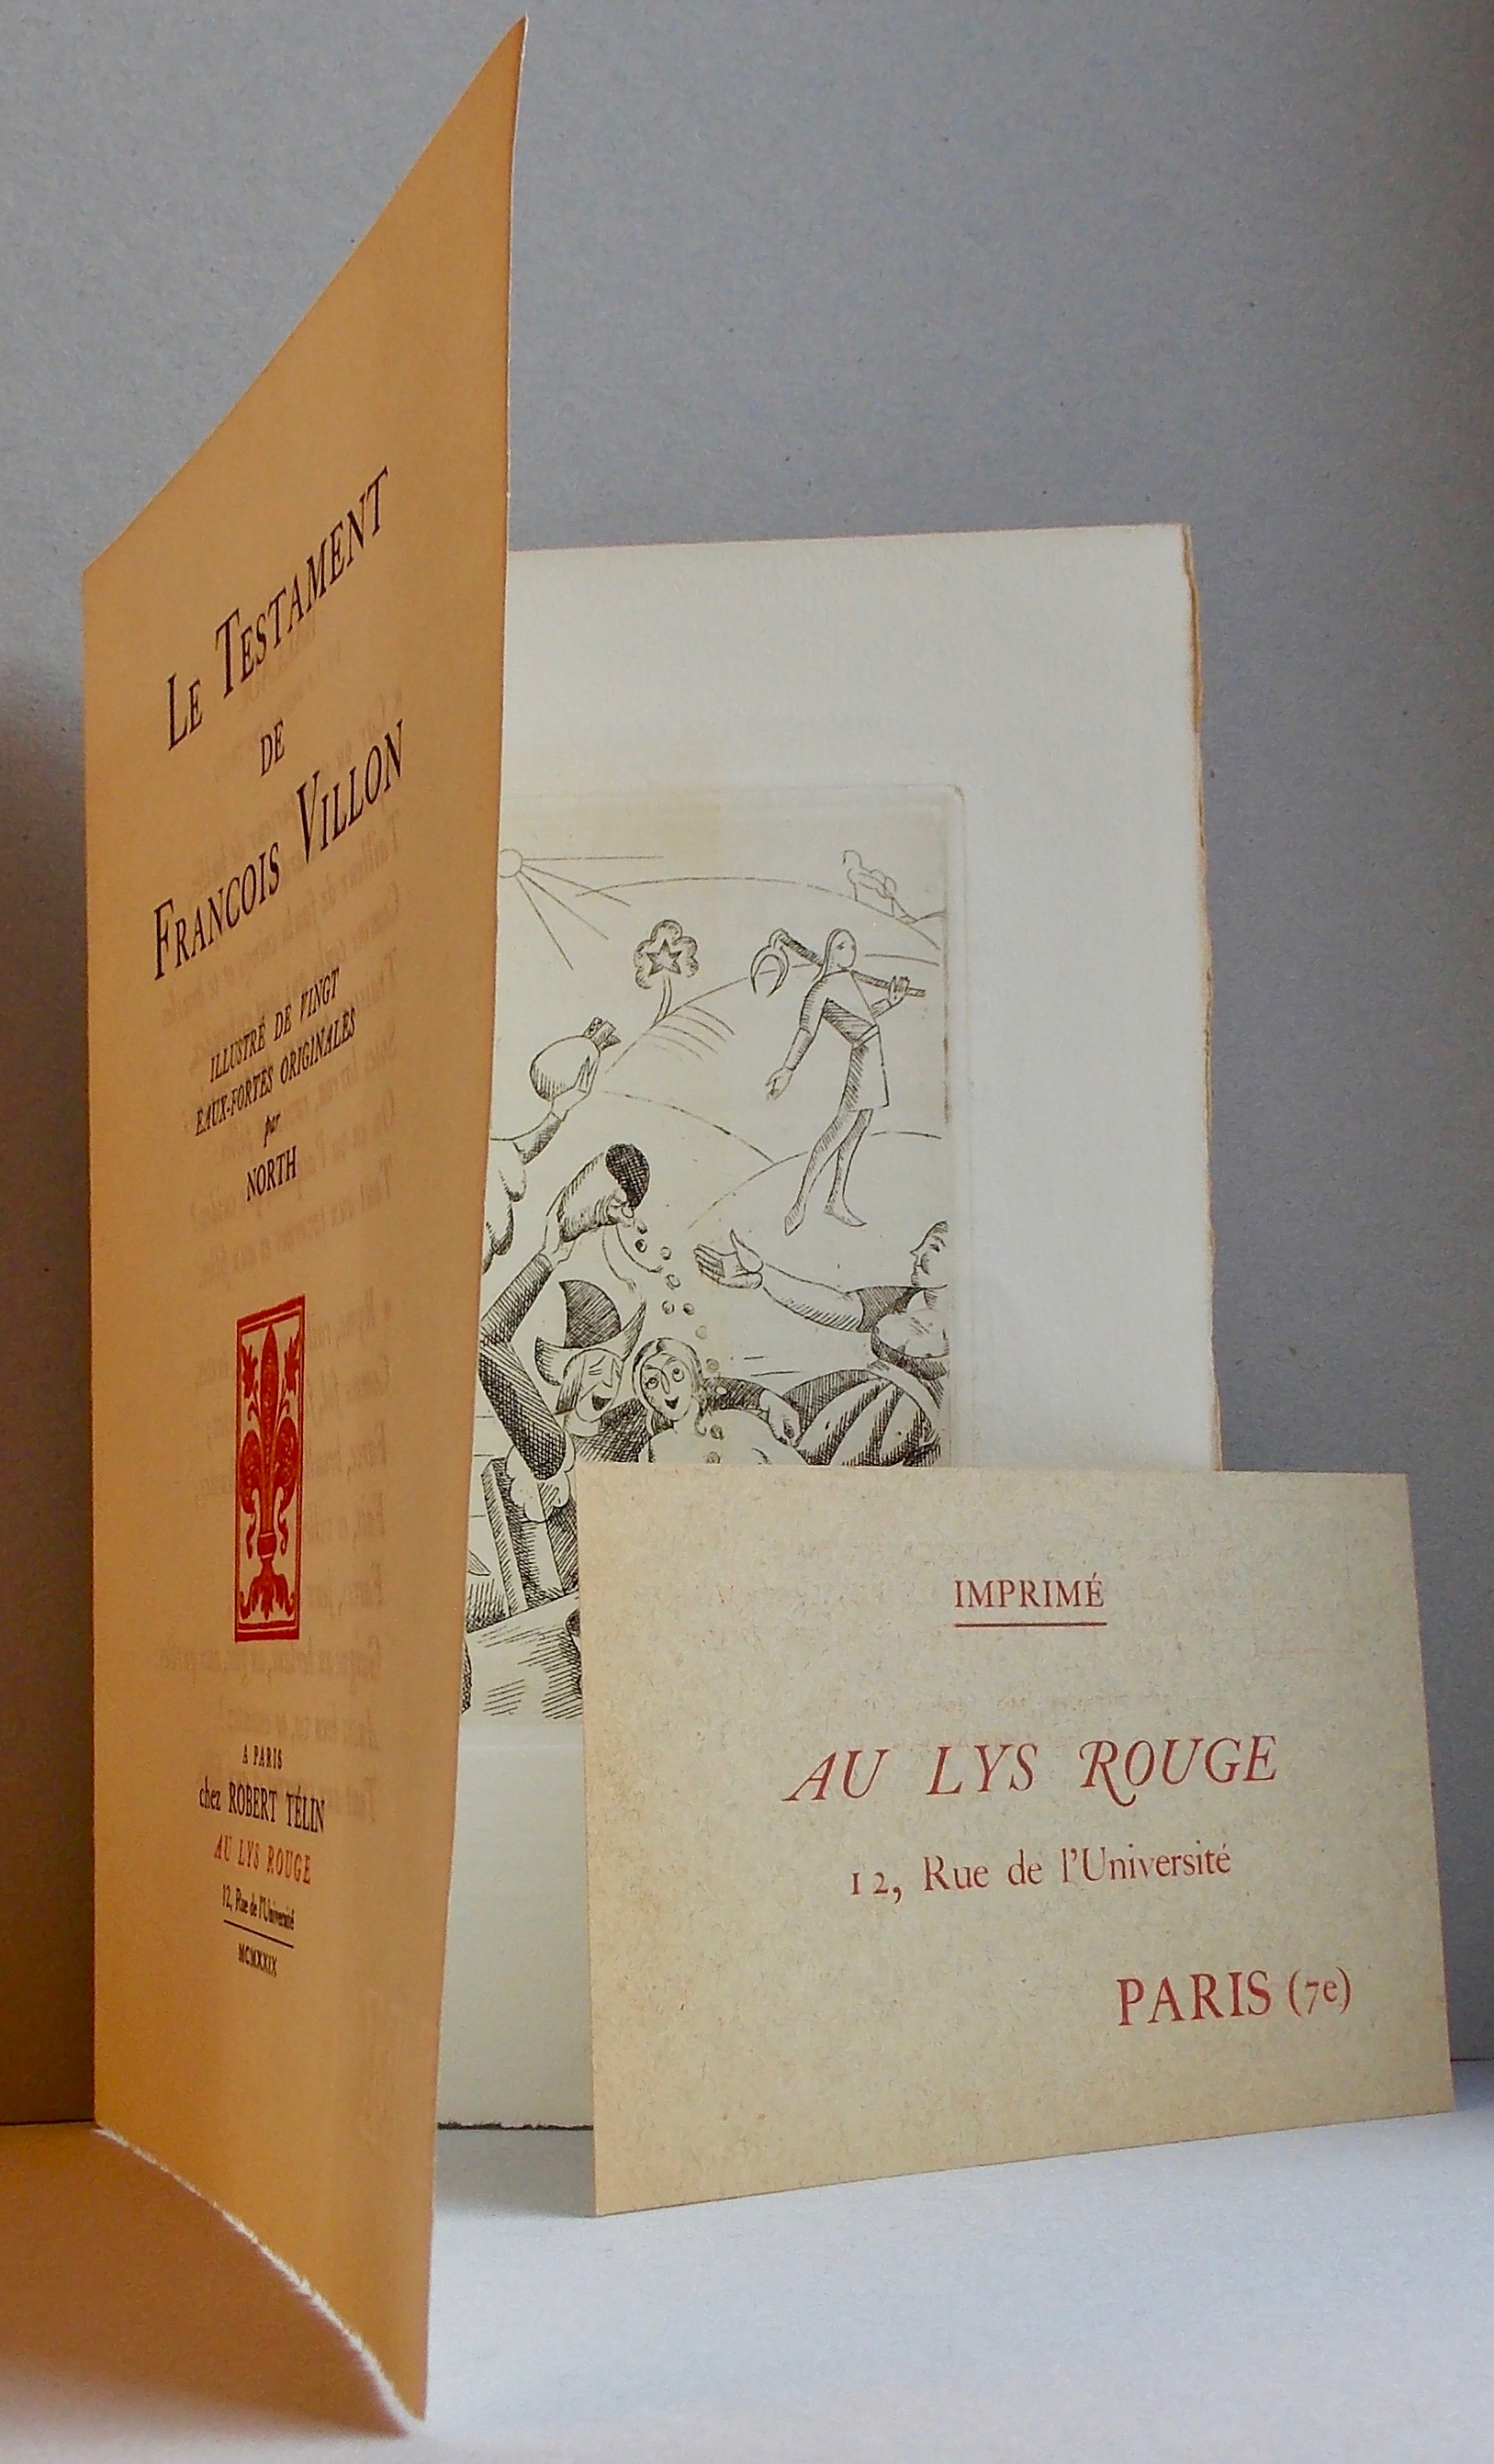 LE TESTAMENT
DE
FRANCOIS VILLON
ILLUSTRÉ DE VINGT
EAUX-FORTES ORIGINALES
par
NORTH
A PARIS
chez ROBERT TÉLIN
AU LYS ROUGE
12, Rue de l'Université
MCMXXIX
IMPRIMÉ
AU LYS ROUGE
12, Rue de l'Université
PARIS (7e)